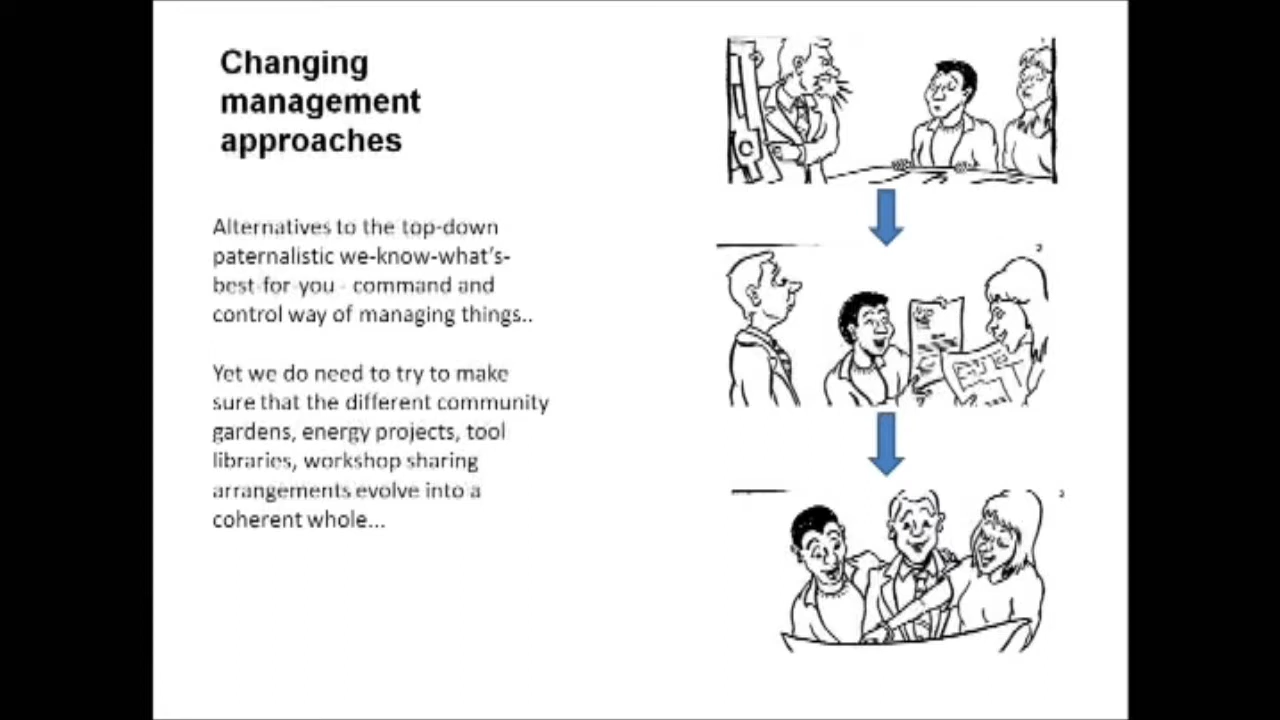 Changing
management
approaches
Alternatives to the top-down
paternalistic we-know-what's-
best-for-you - command and
control way of managing things..
Yet we do need to try to make
sure that the different community
gardens, energy projects, tool
libraries, workshop sharing
arrangements evolve into a
coherent whole...
2
3